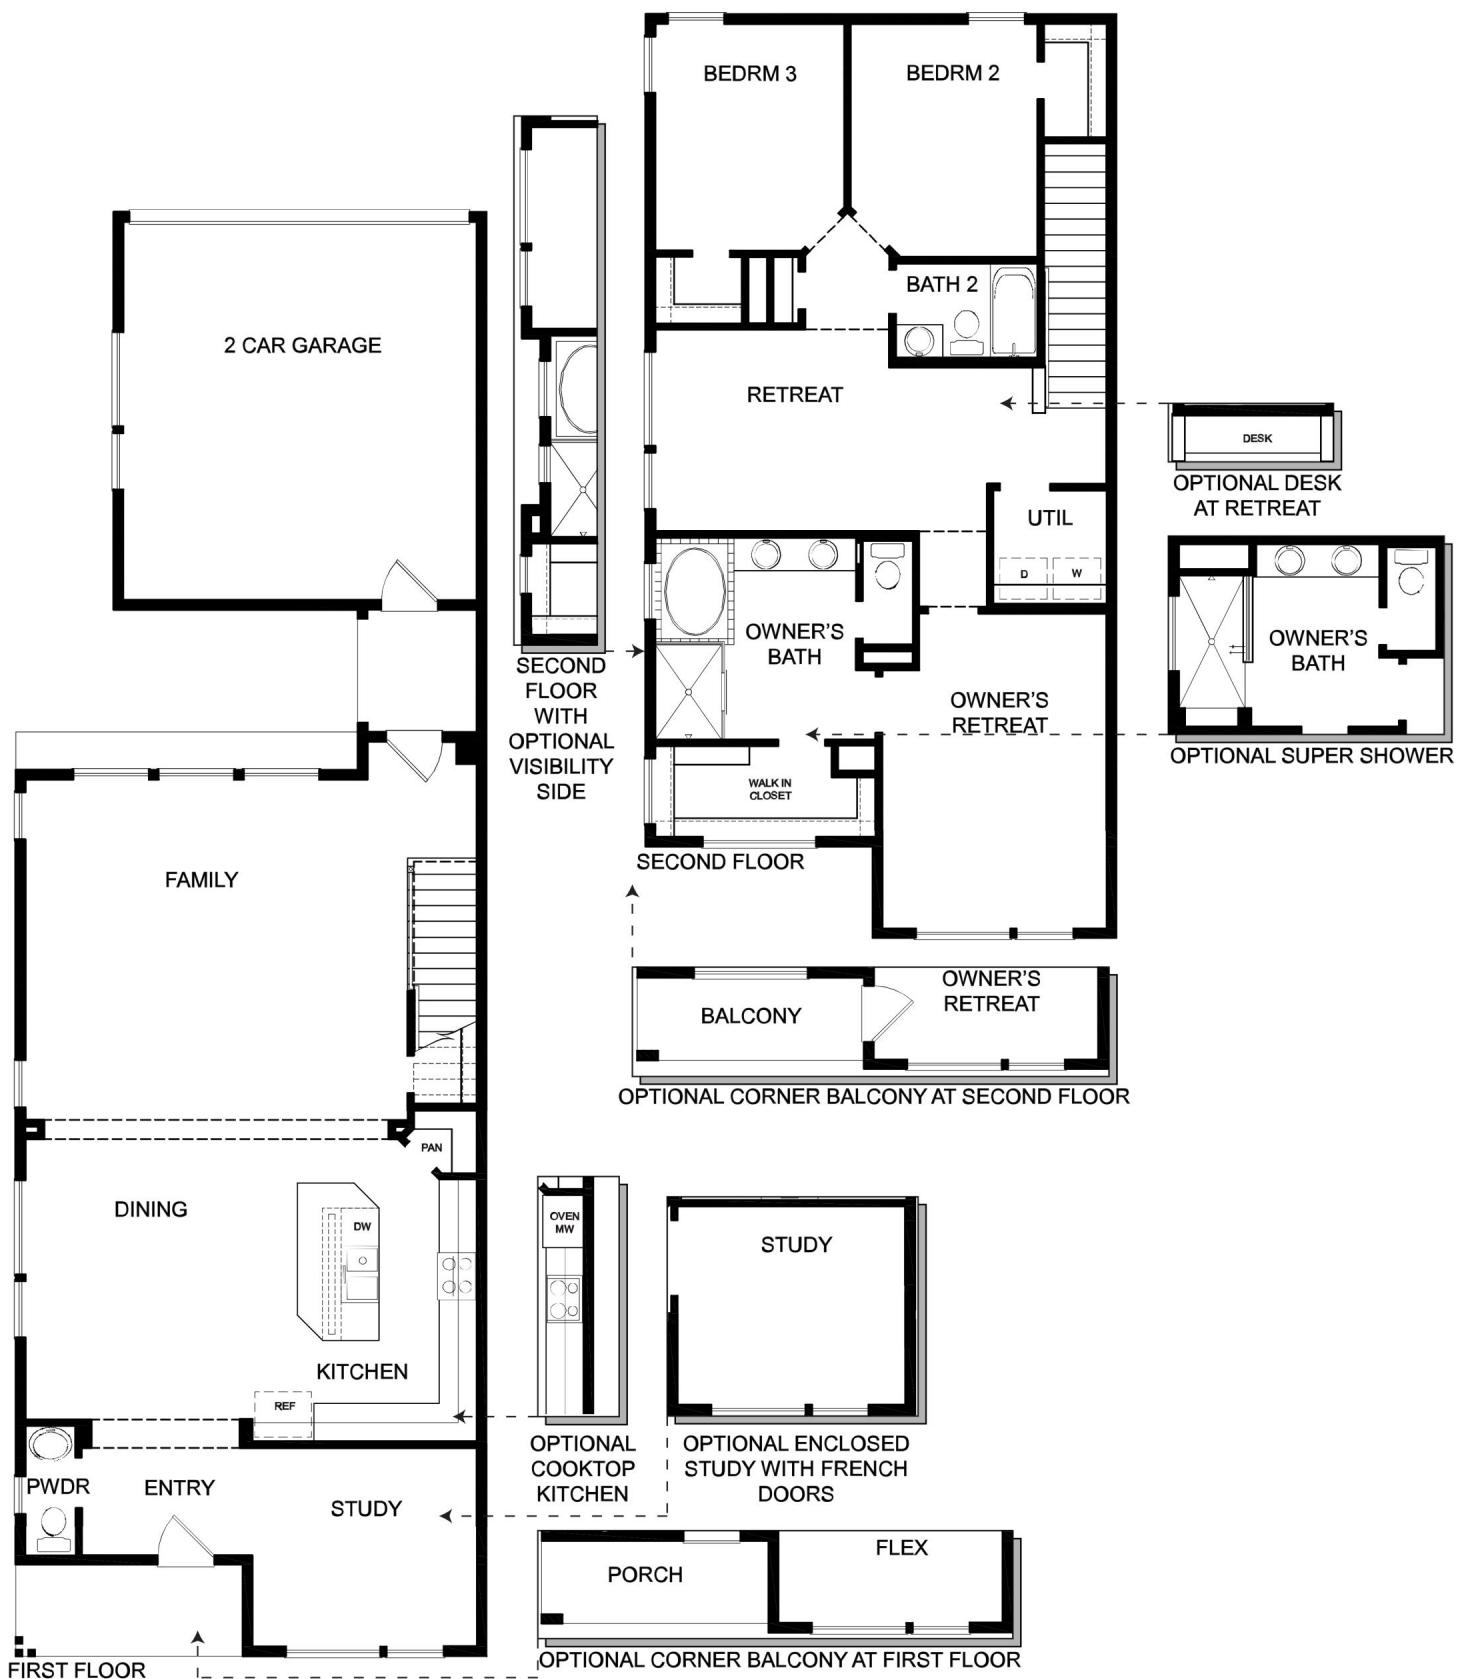 BEDRM 3
BEDRM 2
2 CAR GARAGE
BATH 2
RETREAT
DESK
OPTIONAL DESK
AT RETREAT
UTIL
D
W
OWNER'S
BATH
OWNER'S
RETREAT
WALK IN
CLOSET
SECOND FLOOR
SECOND
FLOOR
WITH
OPTIONAL
VISIBILITY
SIDE
OWNER'S
BATH
OPTIONAL SUPER SHOWER
BALCONY
OWNER'S
RETREAT
OPTIONAL CORNER BALCONY AT SECOND FLOOR
FAMILY
PAN
DINING
DW
KITCHEN
REF
OVEN
MW
OPTIONAL
COOKTOP
KITCHEN
STUDY
OPTIONAL ENCLOSED
STUDY WITH FRENCH
DOORS
PWDR
ENTRY
STUDY
PORCH
FLEX
OPTIONAL CORNER BALCONY AT FIRST FLOOR
FIRST FLOOR